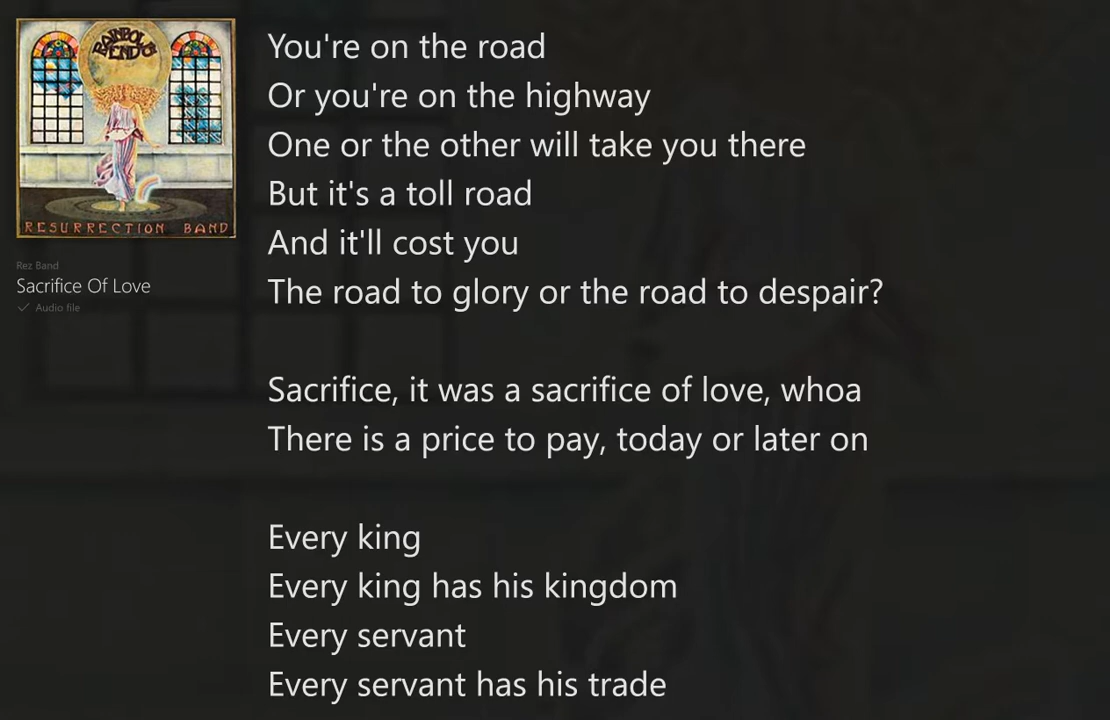 RAINBOW'S
END
RESURRECTION BAND
Rez Band
Sacrifice Of Love
Audio file
You're on the road
Or you're on the highway
One or the other will take you there
But it's a toll road
And it'll cost you
The road to glory or the road to despair?
Sacrifice, it was a sacrifice of love, whoa
There is a price to pay, today or later on
Every king
Every king has his kingdom
Every servant
Every servant has his trade